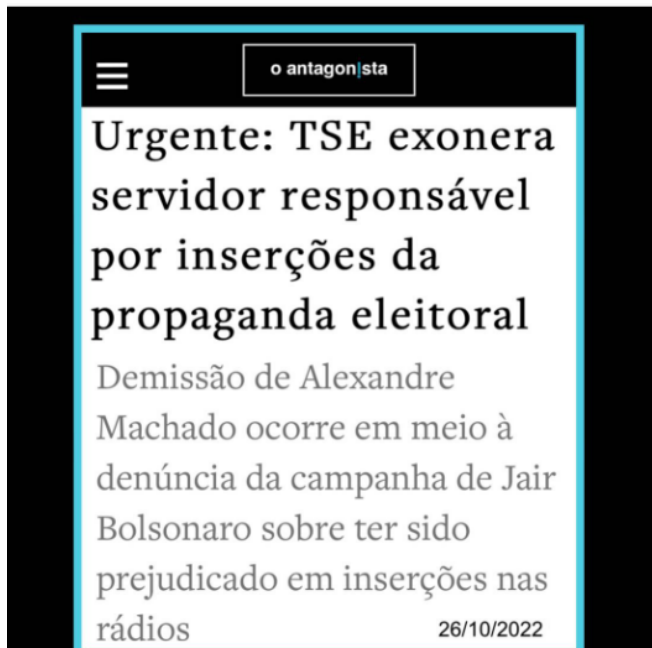 o antagon|sta
Urgente: TSE exonera
servidor responsável
por inserções da
propaganda eleitoral
Demissão de Alexandre
Machado ocorre em meio à
denúncia da campanha de Jair
Bolsonaro sobre ter sido
prejudicado em inserções nas
rádios
26/10/2022